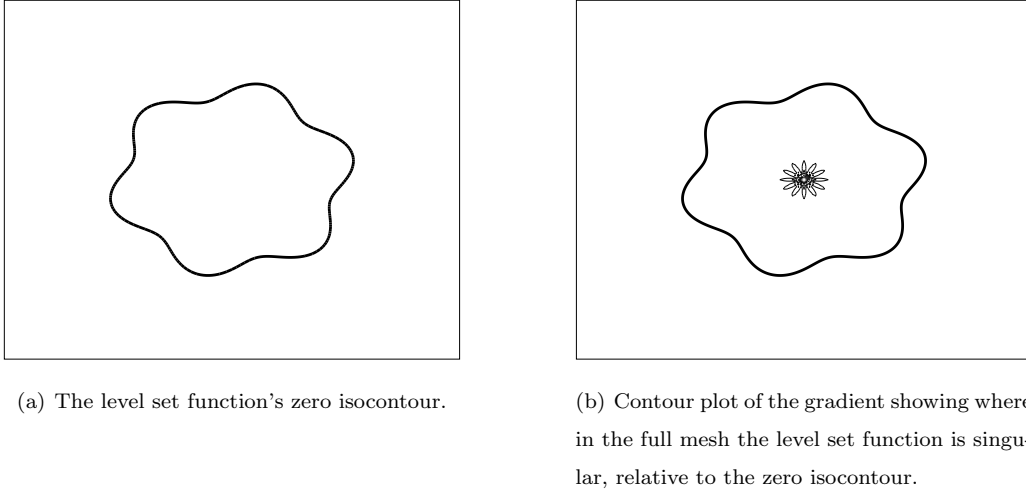 (a) The level set function's zero isocontour.
(b) Contour plot of the gradient showing where
in the full mesh the level set function is singu-
lar, relative to the zero isocontour.